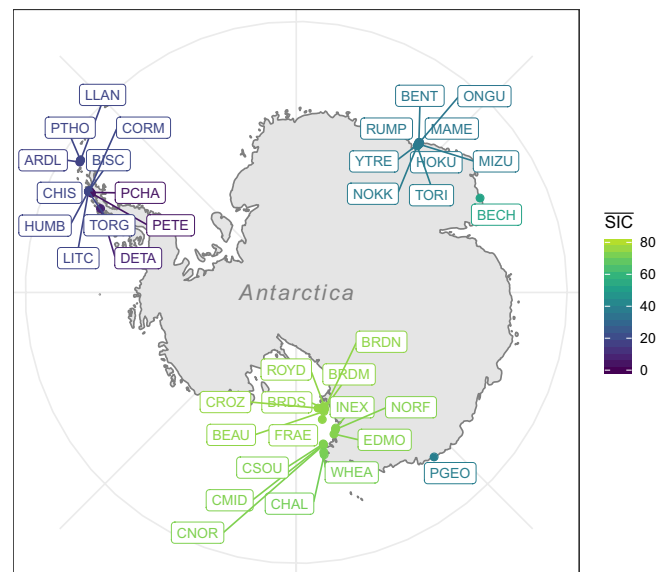 LLAN
PTHO
CORM
ARDL
BISC
CHIS
PCHA
HUMB
TORG
PETE
LITC
DETA
BENT
ONGU
RUMP
MAME
YTRE
HOKU
MIZU
NOKK
TORI
BECH
SIC
80
60
40
20
0
Antarctica
BRDN
ROYD
BRDM
CROZ
BRDS
INEX
NORF
BEAU
FRAE
EDMO
CSOU
WHEA
PGEO
CMID
CHAL
CNOR